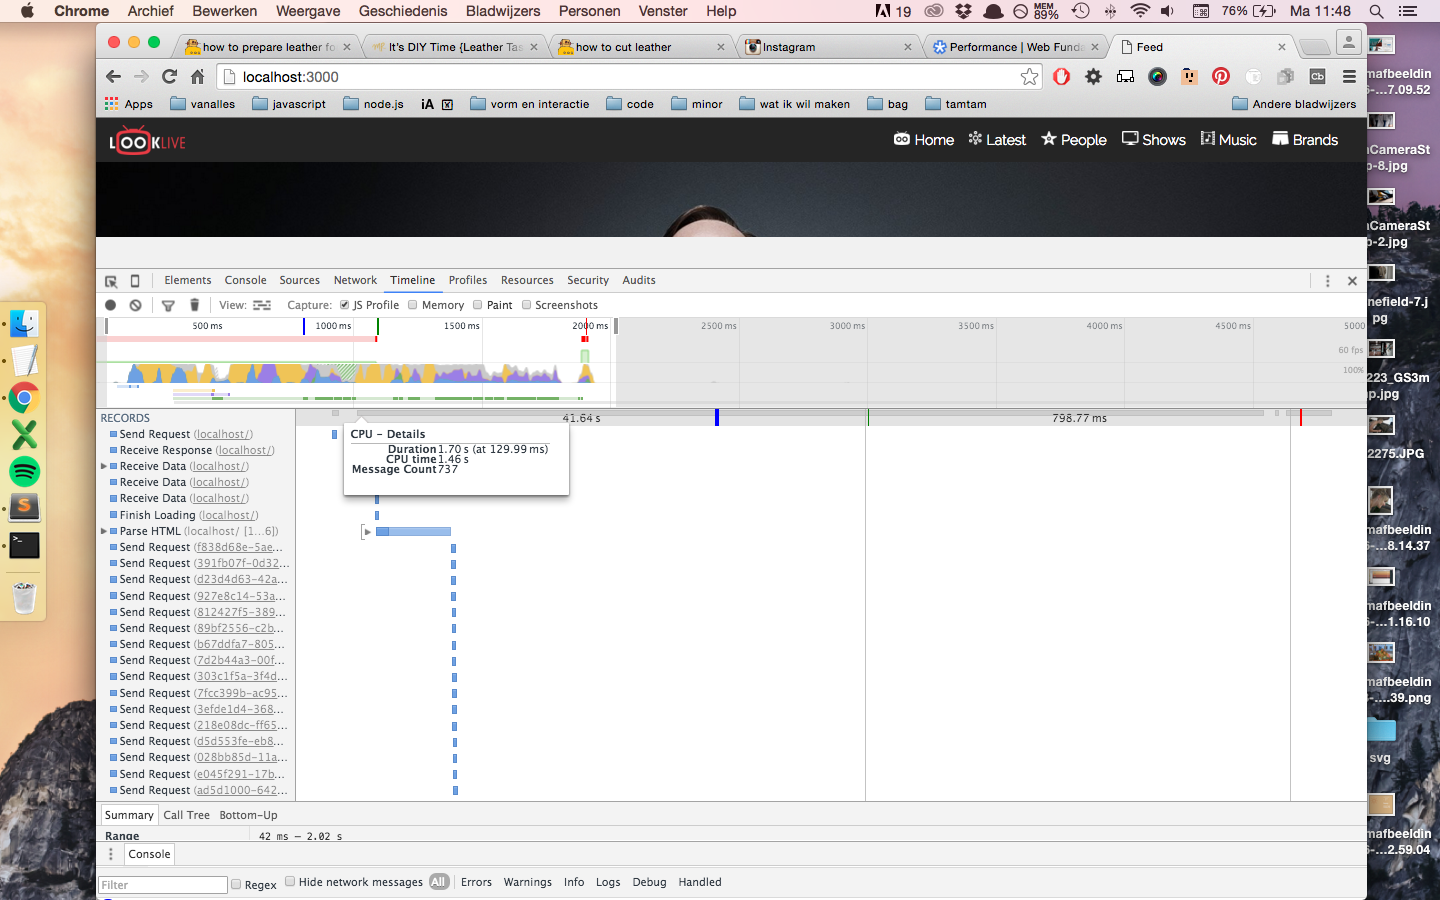 Chrome Archief Bewerken Weergave Geschiedenis Bladwijzers Personen Venster Help 19 MEM 89% 76% Ma 11:48
how to prepare leather fo
It's DIY Time {Leather Tas
how to cut leather
Instagram
Performance | Web Funda
Feed
localhost:3000
Apps vanalles javascript node.js iA vorm en interactie code minor wat ik wil maken bag tamtam Andere bladwijzers
LOOKLIVE Home Latest People Shows Music Brands
Elements Console Sources Network Timeline Profiles Resources Security Audits
View: Capture: JS Profile Memory Paint Screenshots
500 ms 1000 ms 1500 ms 2000 ms 2500 ms 3000 ms 3500 ms 4000 ms 4500 ms 5000
60 fps
100%
RECORDS 41.64 s 798.77 ms
CPU – Details
Duration 1.70 s (at 129.99 ms)
CPU time 1.46 s
Message Count 737
Send Request (localhost/)
Receive Response (localhost/)
Receive Data (localhost/)
Receive Data (localhost/)
Receive Data (localhost/)
Finish Loading (localhost/)
Parse HTML (localhost/ [1...6])
Send Request (f838d68e-5ae...
Send Request (391fb07f-0d32...
Send Request (d23d4d63-42a...
Send Request (927e8c14-53a...
Send Request (812427f5-389...
Send Request (89bf2556-c2b...
Send Request (b67ddfa7-805...
Send Request (7d2b44a3-00f...
Send Request (303c1f5a-3f4d...
Send Request (7fcc399b-ac95...
Send Request (3efde1d4-368...
Send Request (218e08dc-ff65...
Send Request (d5d553fe-eb8...
Send Request (028bb85d-11a...
Send Request (e045f291-17b...
Send Request (ad5d1000-642...
Summary Call Tree Bottom-Up
Range 42 ms – 2.02 s
Console
Filter Regex Hide network messages All Errors Warnings Info Logs Debug Handled
mafbeeldin
...7.09.52
nCameraSt
p-8.jpg
nCameraSt
p-2.jpg
nefield-7.j
pg
223_GS3m
pp.jpg
2275.JPG
mafbeeldin
...8.14.37
mafbeeldin
...1.16.10
mafbeeldin
....39.png
svg
mafbeeldin
...2.59.04